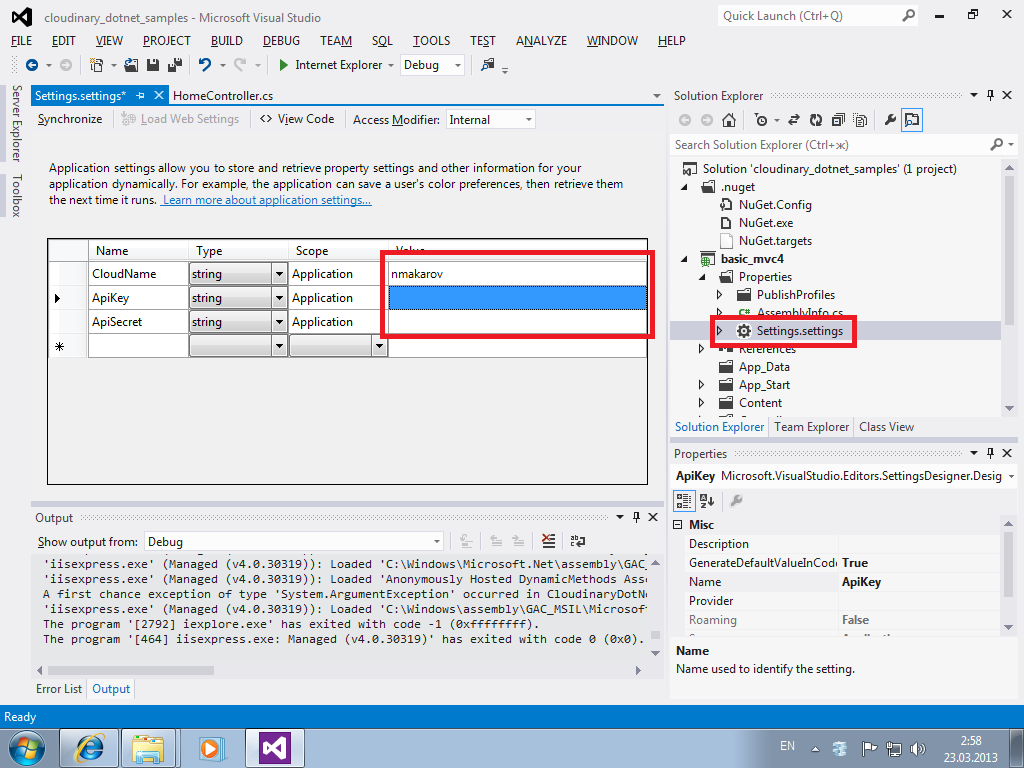 cloudinary_dotnet_samples - Microsoft Visual Studio
Quick Launch (Ctrl+Q)
FILE EDIT VIEW PROJECT BUILD DEBUG TEAM SQL TOOLS TEST ANALYZE WINDOW HELP
Internet Explorer Debug
Server Explorer
Toolbox
Settings.settings* HomeController.cs
Synchronize Load Web Settings <> View Code Access Modifier: Internal
Application settings allow you to store and retrieve property settings and other information for your
application dynamically. For example, the application can save a user's color preferences, then retrieve them
the next time it runs. Learn more about application settings...
Name Type Scope Value
CloudName string Application nmakarov
ApiKey string Application
ApiSecret string Application
Solution Explorer
Search Solution Explorer (Ctrl+ж)
Solution 'cloudinary_dotnet_samples' (1 project)
.nuget
NuGet.Config
NuGet.exe
NuGet.targets
basic_mvc4
Properties
PublishProfiles
AssemblyInfo.cs
Settings.settings
References
App_Data
App_Start
Content
Solution Explorer Team Explorer Class View
Properties
ApiKey Microsoft.VisualStudio.Editors.SettingsDesigner.Desig
Misc
Description
GenerateDefaultValueInCode True
Name ApiKey
Provider
Roaming False
Name
Name used to identify the setting.
Output
Show output from: Debug
'iisexpress.exe' (Managed (v4.0.30319)): Loaded 'C:\Windows\Microsoft.Net\assembly\GAC_
'iisexpress.exe' (Managed (v4.0.30319)): Loaded 'Anonymously Hosted DynamicMethods Asse
A first chance exception of type 'System.ArgumentException' occurred in CloudinaryDotNe
'iisexpress.exe' (Managed (v4.0.30319)): Loaded 'C:\Windows\assembly\GAC_MSIL\Microsoft
The program '[2792] iexplore.exe' has exited with code -1 (0xffffffff).
The program '[464] iisexpress.exe: Managed (v4.0.30319)' has exited with code 0 (0x0).
Error List Output
Ready
EN 2:58
23.03.2013